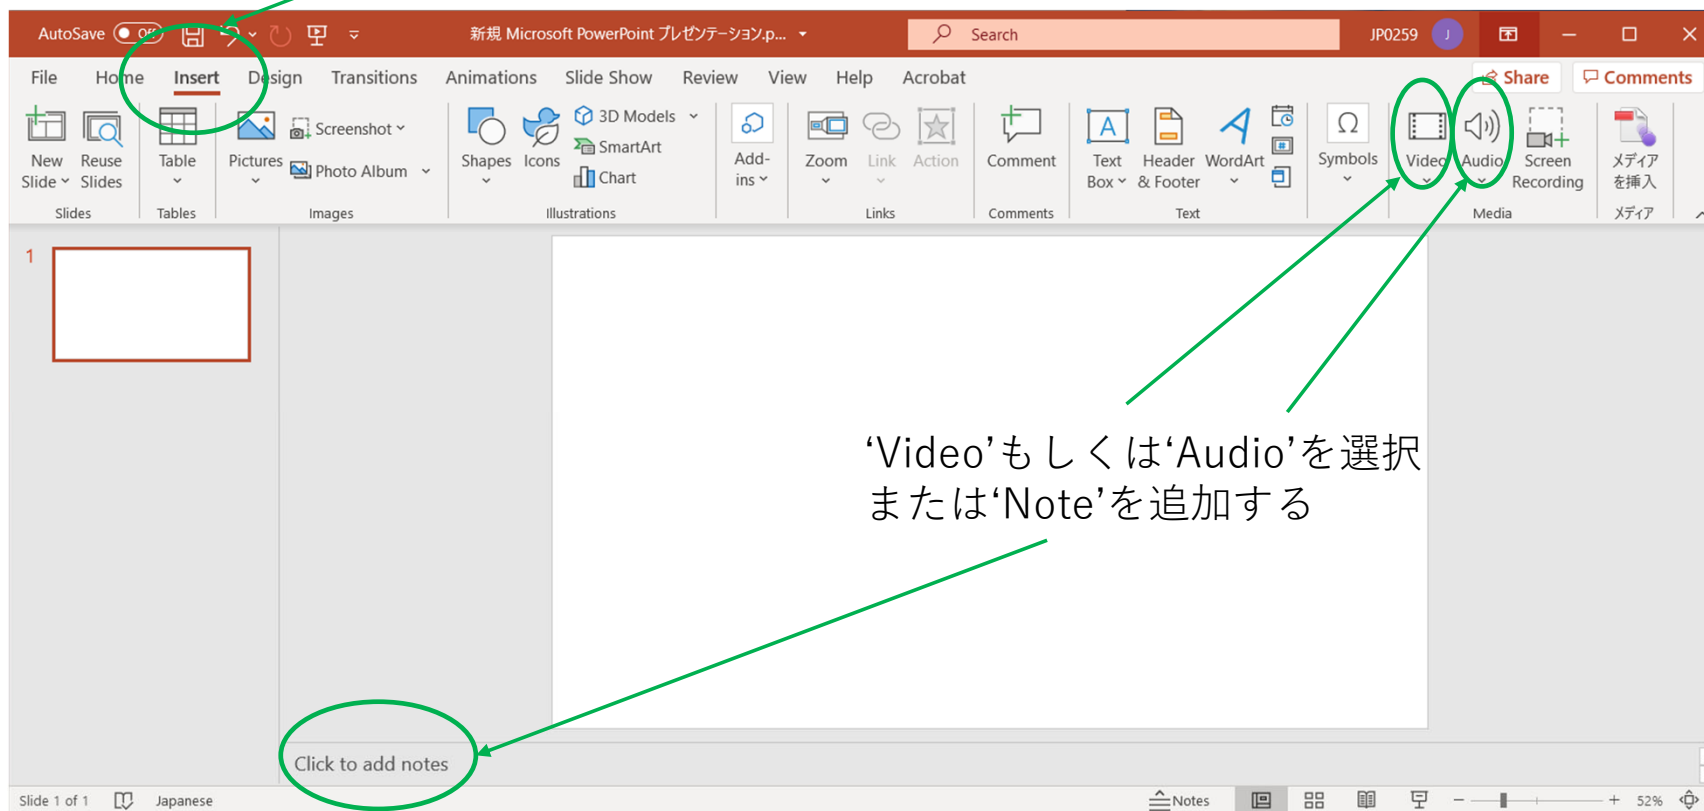 AutoSave Off 新規 Microsoft PowerPoint プレゼンテーション.p... Search JP0259 J
File Home Insert Design Transitions Animations Slide Show Review View Help Acrobat Share Comments
New Slide
Reuse Slides
Table
Pictures
Screenshot
Photo Album
Shapes
Icons
3D Models
SmartArt
Chart
Add-ins
Zoom
Link
Action
Comment
Text Box
Header & Footer
WordArt
Symbols
Video
Audio
Screen Recording
メディアを挿入
Slides Tables Images Illustrations Links Comments Text Media メディア
1
‘Video’もしくは‘Audio’を選択
または‘Note’を追加する
Click to add notes
Slide 1 of 1 Japanese Notes 52%